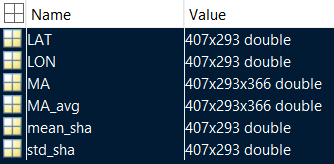 Name Value
LAT 407x293 double
LON 407x293 double
MA 407x293x366 double
MA_avg 407x293x366 double
mean_sha 407x293 double
std_sha 407x293 double